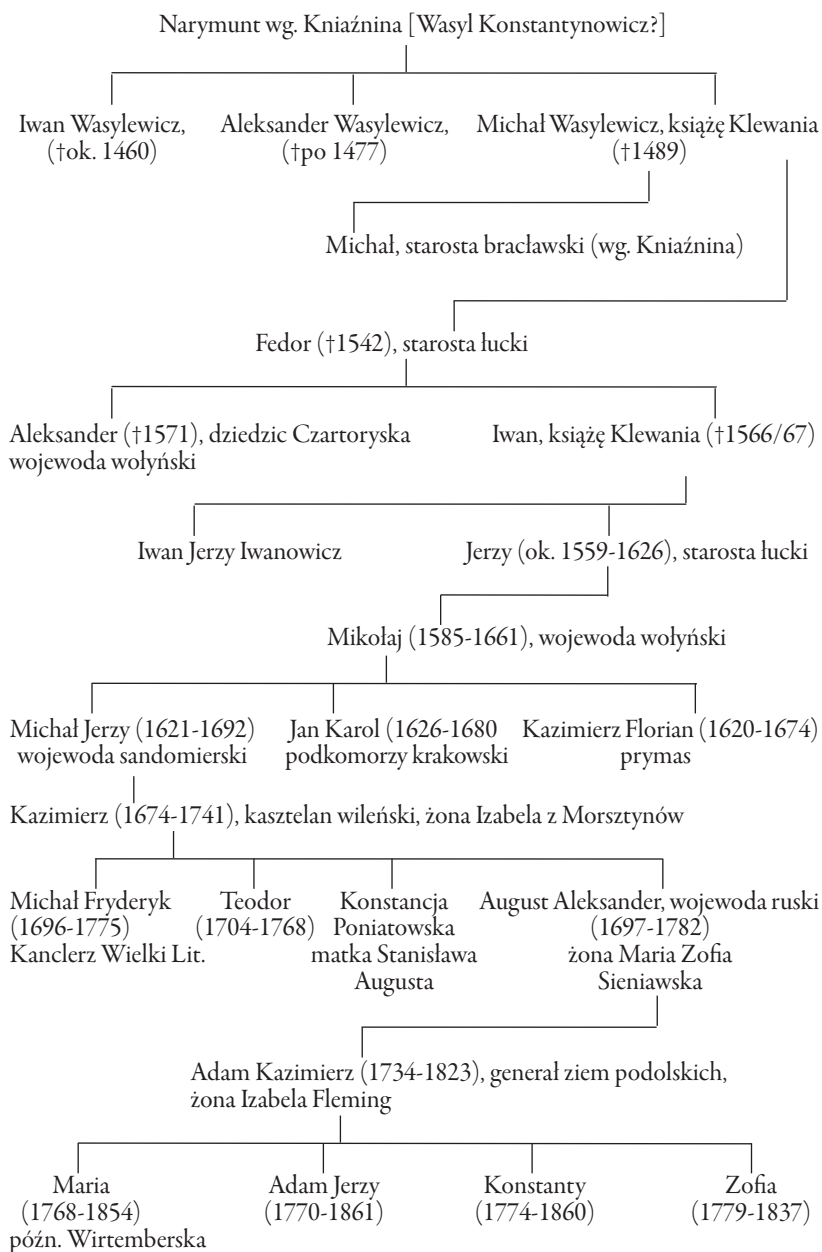 Narymunt wg. Kniaźnina [Wasyl Konstantynowicz?]
Iwan Wasylewicz,
(†ok. 1460)
Aleksander Wasylewicz,
(†po 1477)
Michał Wasylewicz, książę Klewania
(†1489)
Michał, starosta bracławski (wg. Kniaźnina)
Fedor (†1542), starosta łucki
Aleksander (†1571), dziedzic Czartoryska
wojewoda wołyński
Iwan, książę Klewania (†1566/67)
Iwan Jerzy Iwanowicz
Jerzy (ok. 1559-1626), starosta łucki
Mikołaj (1585-1661), wojewoda wołyński
Michał Jerzy (1621-1692)
wojewoda sandomierski
Jan Karol (1626-1680
podkomorzy krakowski
Kazimierz Florian (1620-1674)
prymas
Kazimierz (1674-1741), kasztelan wileński, żona Izabela z Morsztynów
Michał Fryderyk
(1696-1775)
Kanclerz Wielki Lit.
Teodor
(1704-1768)
Konstancja
Poniatowska
matka Stanisława
Augusta
August Aleksander, wojewoda ruski
(1697-1782)
żona Maria Zofia
Sieniawska
Adam Kazimierz (1734-1823), generał ziem podolskich,
żona Izabela Fleming
Maria
(1768-1854)
późn. Wirtemberska
Adam Jerzy
(1770-1861)
Konstanty
(1774-1860)
Zofia
(1779-1837)